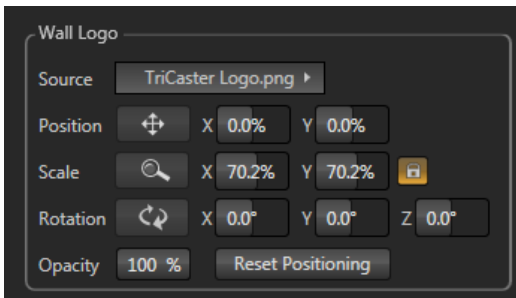 Wall Logo
Source TriCaster Logo.png
Position X 0.0% Y 0.0%
Scale X 70.2% Y 70.2%
Rotation X 0.0° Y 0.0° Z 0.0°
Opacity 100 % Reset Positioning